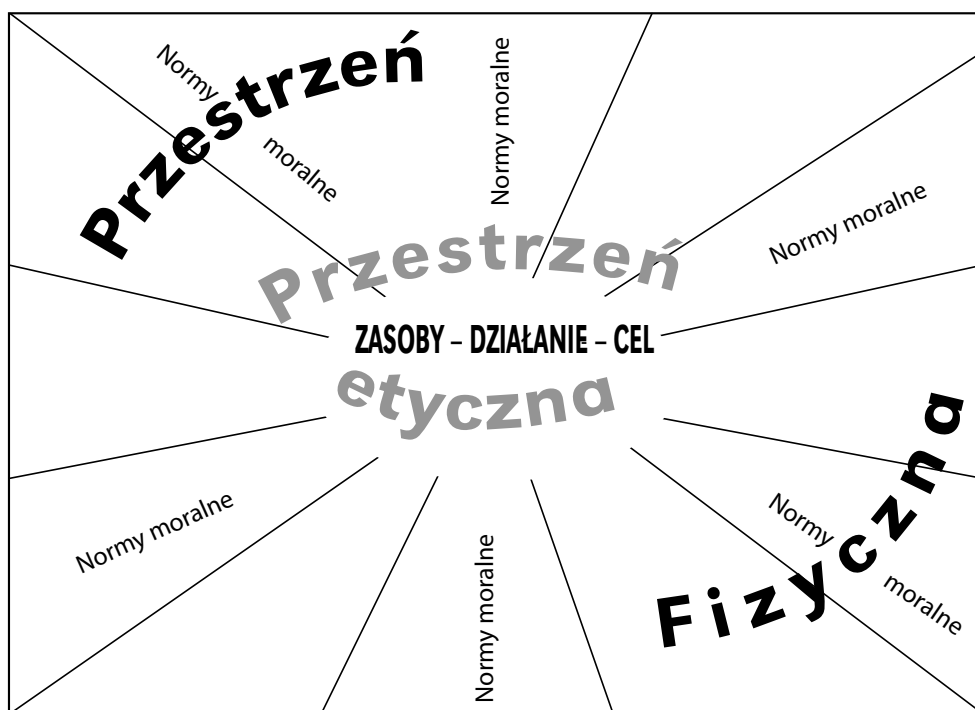 Przestrzeń
Normy moralne
Normy moralne
Normy moralne
Przestrzeń
ZASOBY – DZIAŁANIE – CEL
etyczna
Fizyczna
Normy moralne
Normy moralne
Normy moralne